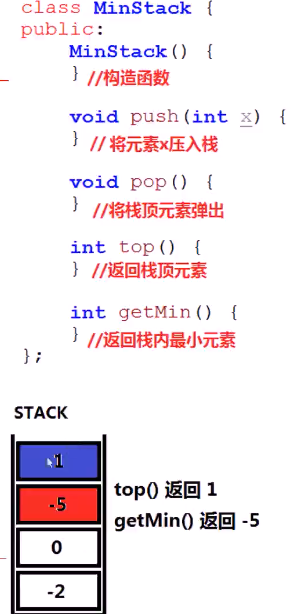 class MinStack {
public:
MinStack() {
} //构造函数
void push(int x) {
} // 将元素x压入栈
void pop() {
} //将栈顶元素弹出
int top() {
} //返回栈顶元素
int getMin() {
} //返回栈内最小元素
};
STACK
1
-5
top() 返回 1
getMin() 返回 -5
0
-2